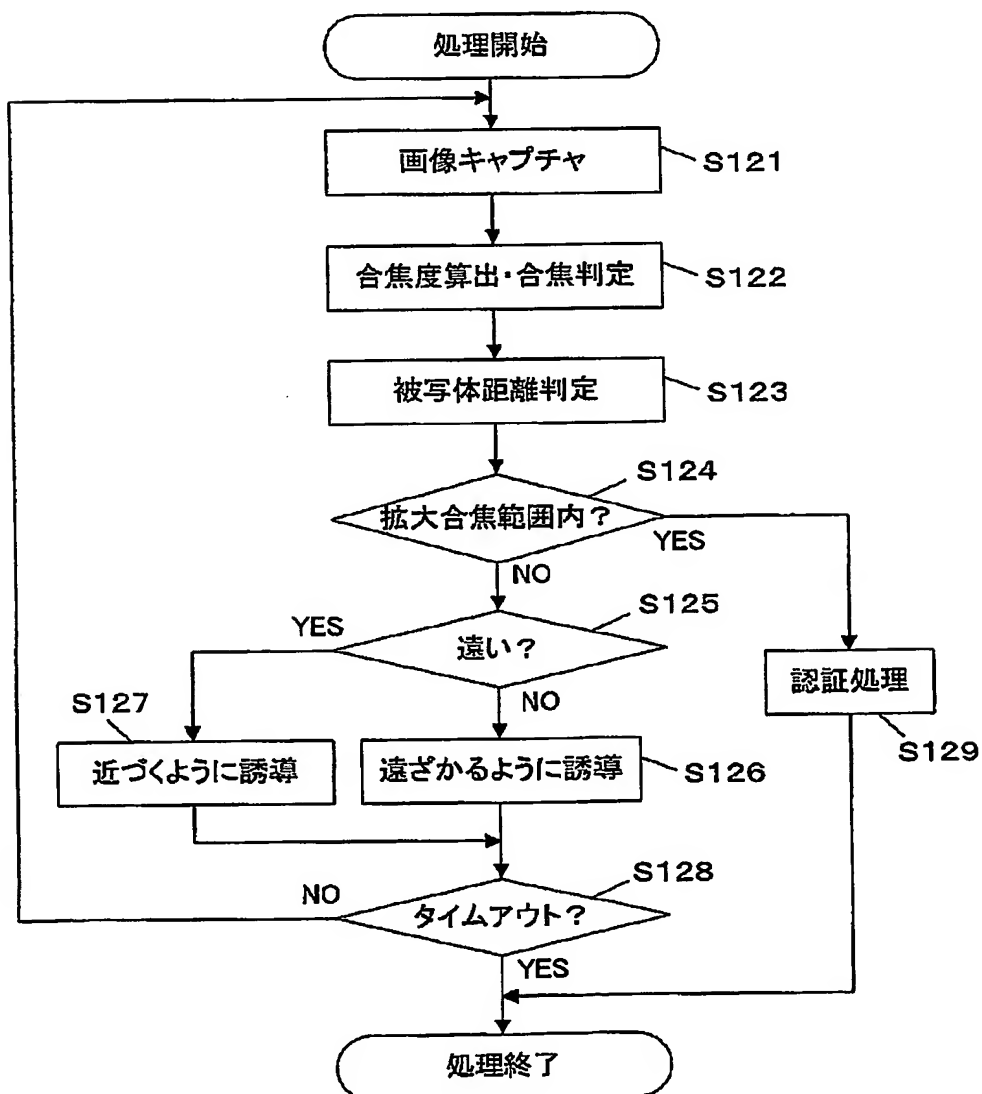 処理開始
画像キャプチャ
S121
合焦度算出・合焦判定
S122
被写体距離判定
S123
S124
拡大合焦範囲内？
YES
NO
S125
YES
遠い？
NO
認証処理
S129
S127
近づくように誘導
遠ざかるように誘導
S126
S128
NO
タイムアウト？
YES
処理終了